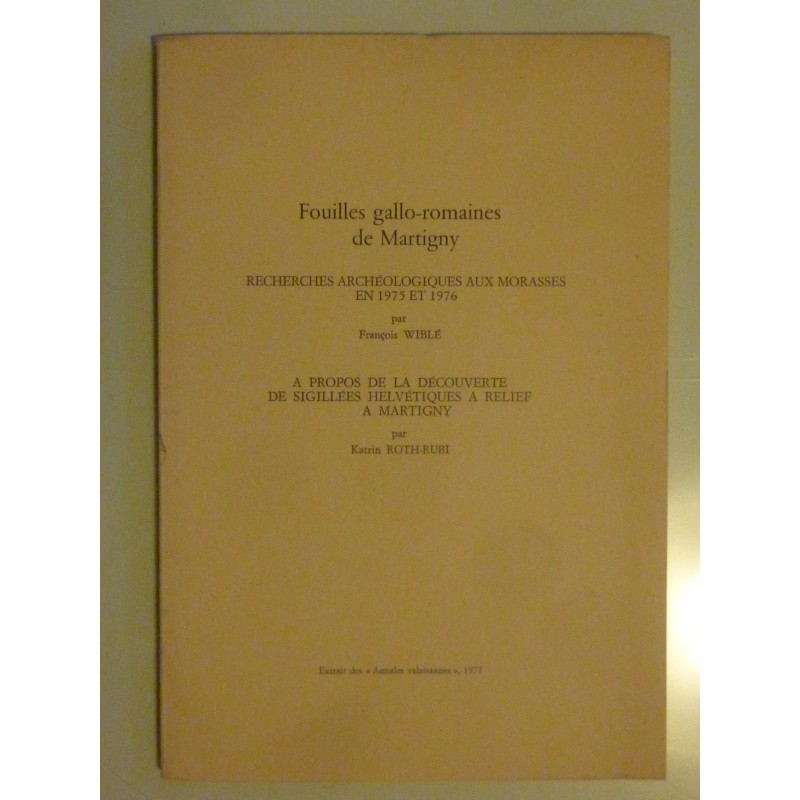 Fouilles gallo-romaines
de Martigny
RECHERCHES ARCHÉOLOGIQUES AUX MORASSES
EN 1975 ET 1976
par
François WIBLÉ
A PROPOS DE LA DÉCOUVERTE
DE SIGILLÉES HELVÉTIQUES A RELIEF
A MARTIGNY
par
Katrin ROTH-RUBI
Extrait des « Annales valaisannes », 1977